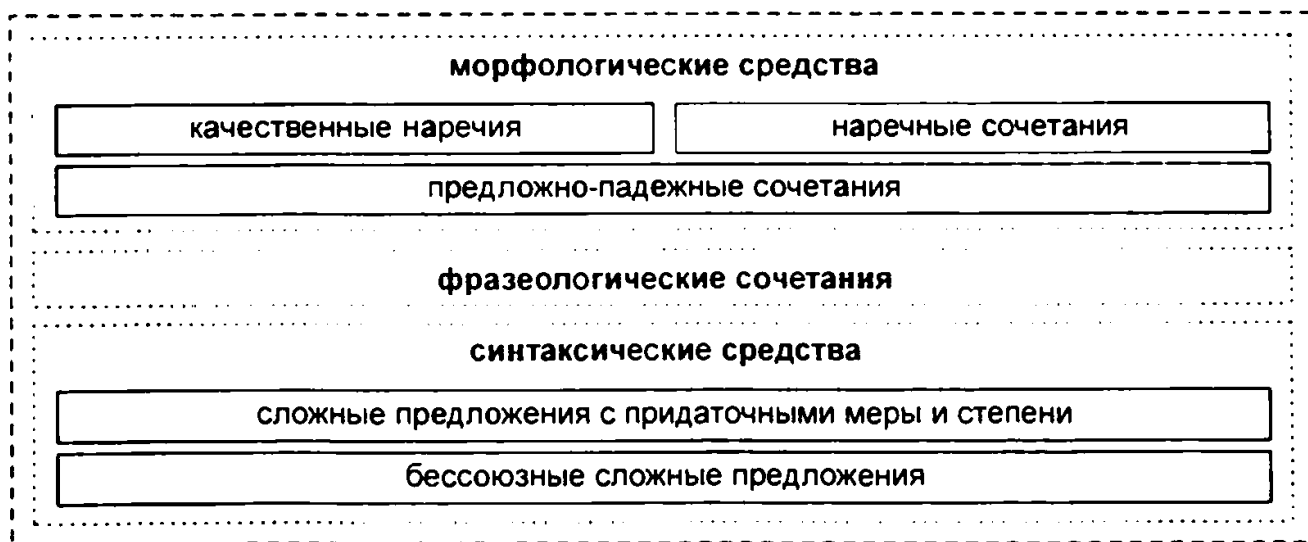 морфологические средства
качественные наречия
наречные сочетания
предложно-падежные сочетания
фразеологические сочетания
синтаксические средства
сложные предложения с придаточными меры и степени
бессоюзные сложные предложения